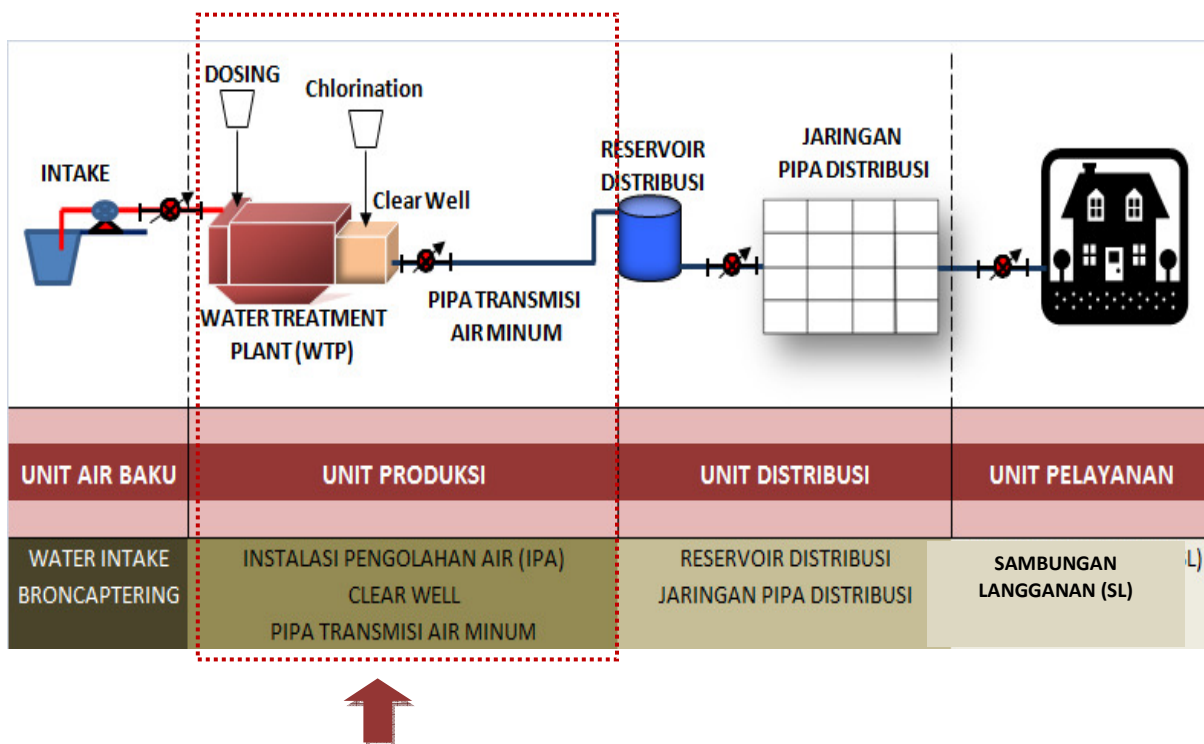 DOSING
Chlorination
INTAKE
Clear Well
WATER TREATMENT
PLANT (WTP)
PIPA TRANSMISI
AIR MINUM
RESERVOIR
DISTRIBUSI
JARINGAN
PIPA DISTRIBUSI
UNIT AIR BAKU
UNIT PRODUKSI
UNIT DISTRIBUSI
UNIT PELAYANAN
WATER INTAKE
BRONCAPTERING
INSTALASI PENGOLAHAN AIR (IPA)
CLEAR WELL
PIPA TRANSMISI AIR MINUM
RESERVOIR DISTRIBUSI
JARINGAN PIPA DISTRIBUSI
SAMBUNGAN
LANGGANAN (SL)